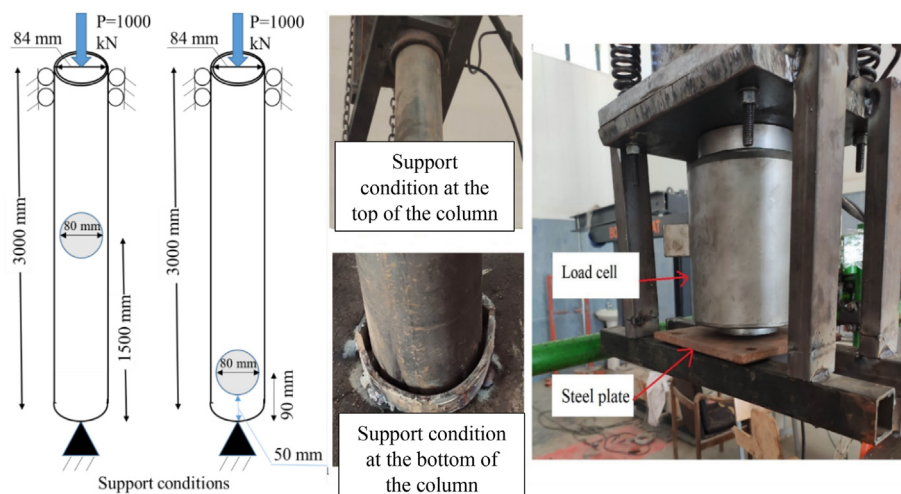 P=1000
kN
84 mm
3000 mm
80 mm
1500 mm
P=1000
kN
84 mm
3000 mm
80 mm
90 mm
50 mm
Support conditions
Support
condition at the
top of the column
Support condition
at the bottom of
the column
Load cell
Steel plate